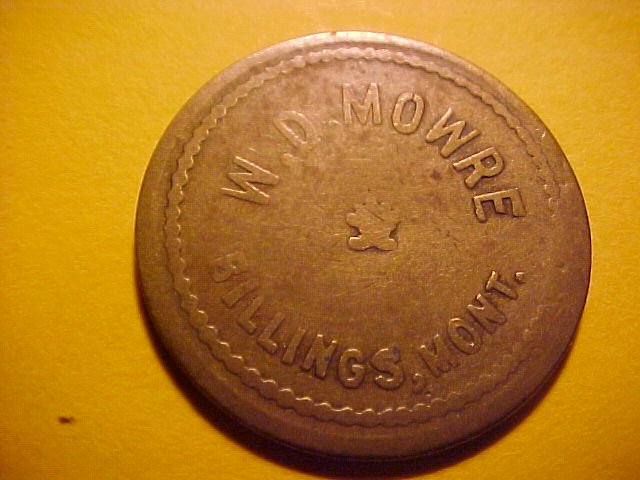 W. D. MOWRE
BILLINGS, MONT.